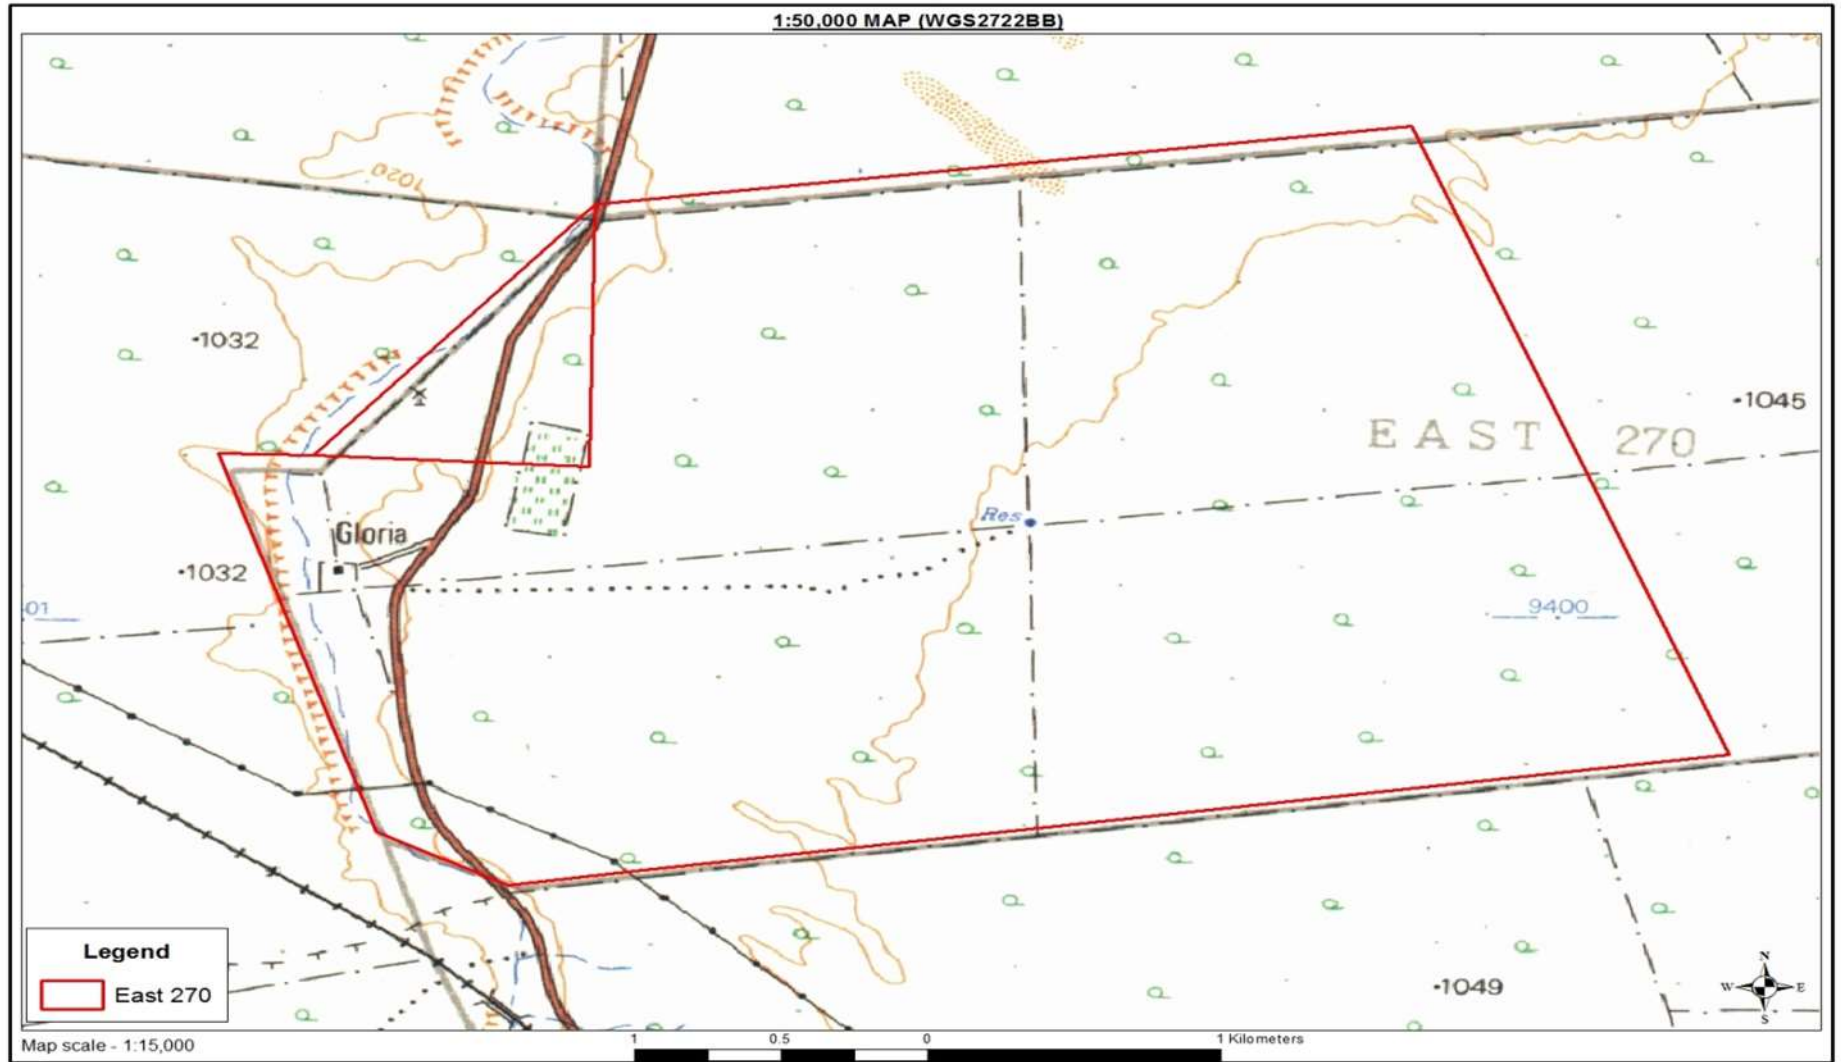 1:50,000 MAP (WGS2722BB)
1020
1032
1045
EAST 270
Res
Gloria
1032
01
9400
1049
Legend
East 270
N
W E
S
Map scale - 1:15,000
1 0.5 0 1 Kilometers